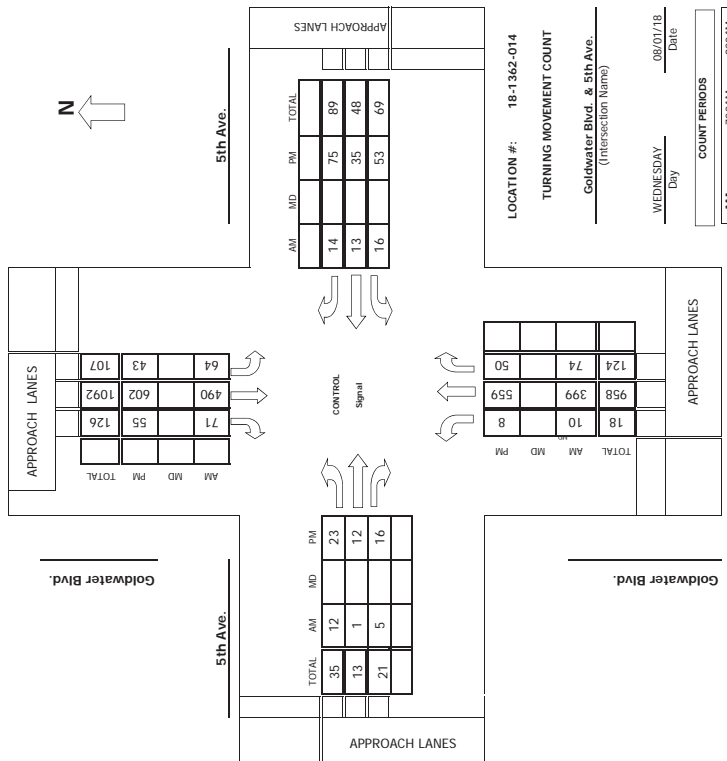 APPROACH LANES
N
5th Ave.
TOTAL 89 48 69
PM 75 35 53
MD
AM 14 13 16
LOCATION #: 18-1362-014
TURNING MOVEMENT COUNT
Goldwater Blvd. & 5th Ave.
(Intersection Name)
WEDNESDAY 08/01/18
Day Date
COUNT PERIODS
APPROACH LANES
TOTAL 126 1092 107
PM 55 602 43
MD
AM 71 490 64
CONTROL
Signal
PM 8 559 50
MD
MD
AM 10 399 74
TOTAL 18 958 124
APPROACH LANES
Goldwater Blvd.
5th Ave.
TOTAL AM MD PM
35 12 23
13 1 12
21 5 16
APPROACH LANES
Goldwater Blvd.